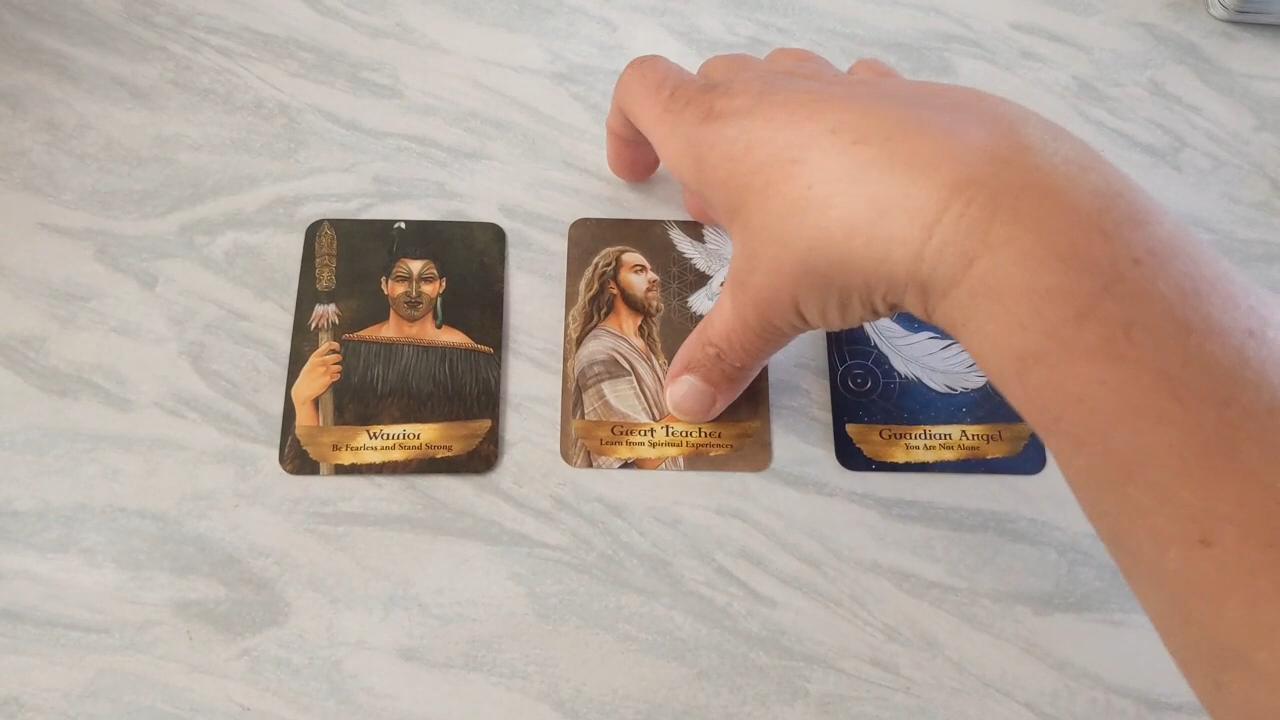 Warrior
Be Fearless and Stand Strong
Great Teacher
Learn from Spiritual Experiences
Guardian Angel
You Are Not Alone